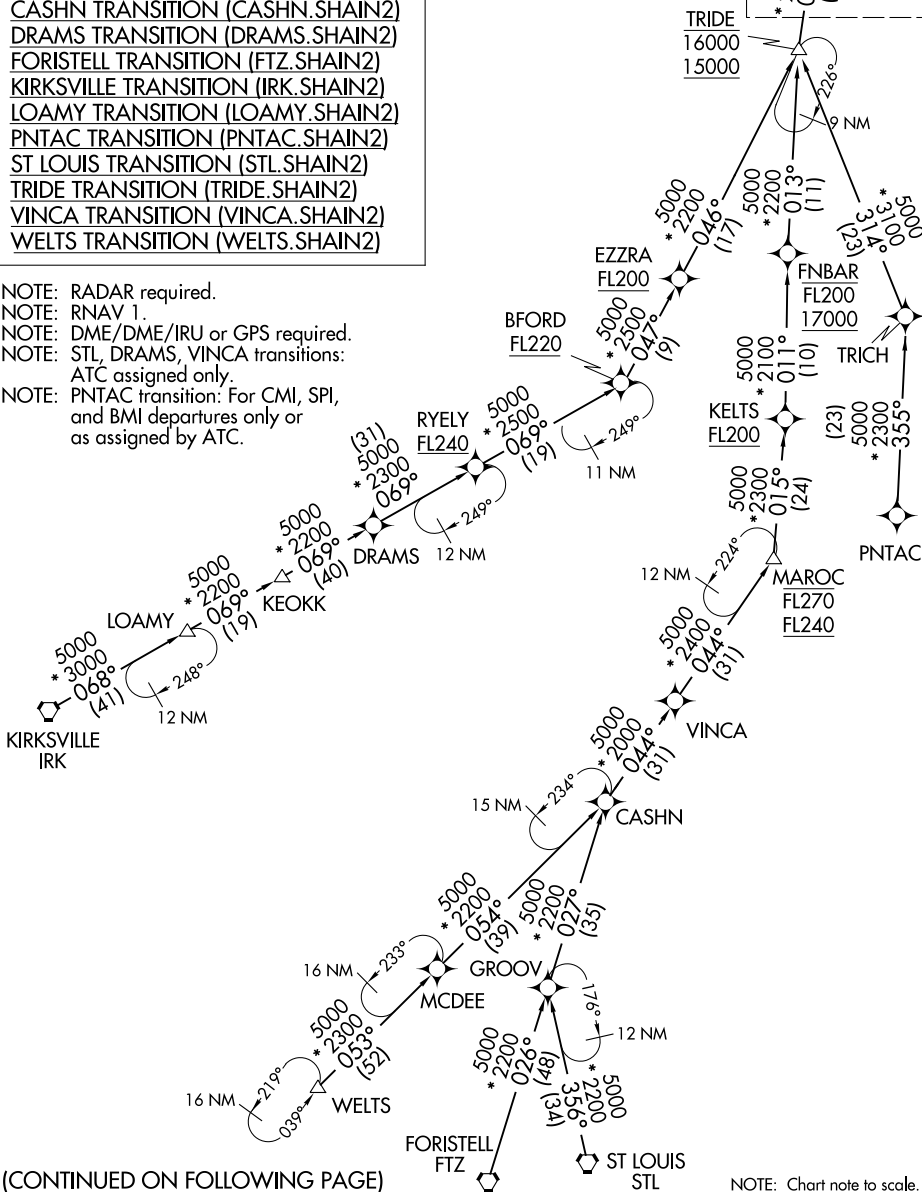 CASHN TRANSITION (CASHN.SHAIN2)
DRAMS TRANSITION (DRAMS.SHAIN2)
FORISTELL TRANSITION (FTZ.SHAIN2)
KIRKSVILLE TRANSITION (IRK.SHAIN2)
LOAMY TRANSITION (LOAMY.SHAIN2)
PNTAC TRANSITION (PNTAC.SHAIN2)
ST LOUIS TRANSITION (STL.SHAIN2)
TRIDE TRANSITION (TRIDE.SHAIN2)
VINCA TRANSITION (VINCA.SHAIN2)
WELTS TRANSITION (WELTS.SHAIN2)
NOTE: RADAR required.
NOTE: RNAV 1.
NOTE: DME/DME/IRU or GPS required.
NOTE: STL, DRAMS, VINCA transitions:
ATC assigned only.
NOTE: PNTAC transition: For CMI, SPI,
and BMI departures only or
as assigned by ATC.
TRIDE
16000
15000
226°
9 NM
5000
*2200
046°
(17)
5000
*2200
013°
(11)
5000
*3100
314°
(23)
EZZRA
FL200
FNBAR
FL200
17000
TRICH
BFORD
FL220
5000
*2500
047°
(9)
249°
11 NM
5000
*2100
011°
(10)
KELTS
FL200
(23)
5000
*2300
355°
PNTAC
RYELY
FL240
5000
*2500
069°
(19)
249°
12 NM
(31)
5000
*2300
069°
DRAMS
5000
*2200
069°
(40)
KEOKK
5000
*2200
069°
(19)
LOAMY
248°
12 NM
5000
*3000
068°
(41)
KIRKSVILLE
IRK
5000
*2300
015°
(24)
224°
12 NM
MAROC
FL270
FL240
5000
*2400
044°
(31)
VINCA
5000
*2000
044°
(31)
234°
15 NM
CASHN
5000
*2200
054°
(39)
5000
*2200
027°
(35)
233°
16 NM
MCDEE
GROOV
176°
12 NM
5000
*2300
053°
(52)
219°
039°
16 NM
WELTS
5000
*2200
026°
(48)
(34)
356°
*2200
5000
FORISTELL
FTZ
ST LOUIS
STL
(CONTINUED ON FOLLOWING PAGE)
NOTE: Chart note to scale.